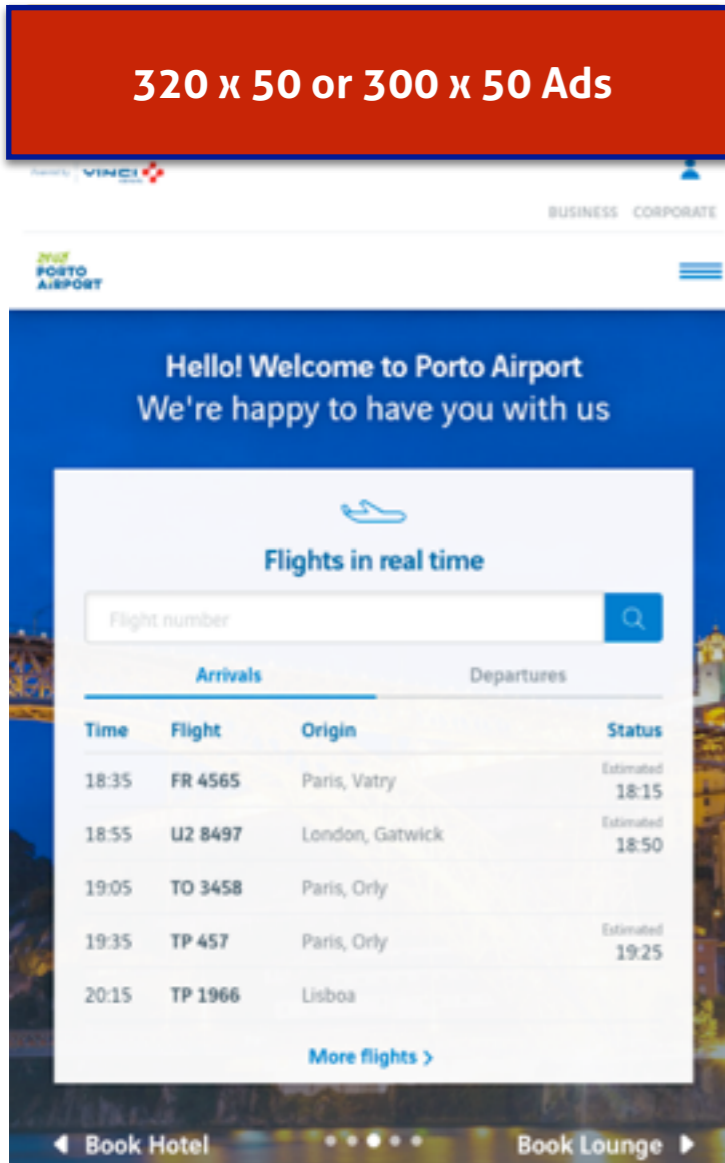 320 x 50 or 300 x 50 Ads
Powered by VINCI
BUSINESS CORPORATE
PORTO
AIRPORT
Hello! Welcome to Porto Airport
We're happy to have you with us
Flights in real time
Flight number
Arrivals Departures
Time Flight Origin Status
18:35 FR 4565 Paris, Vatry Estimated 18:15
18:55 U2 8497 London, Gatwick Estimated 18:50
19:05 TO 3458 Paris, Orly
19:35 TP 457 Paris, Orly Estimated 19:25
20:15 TP 1966 Lisboa
More flights >
Book Hotel Book Lounge